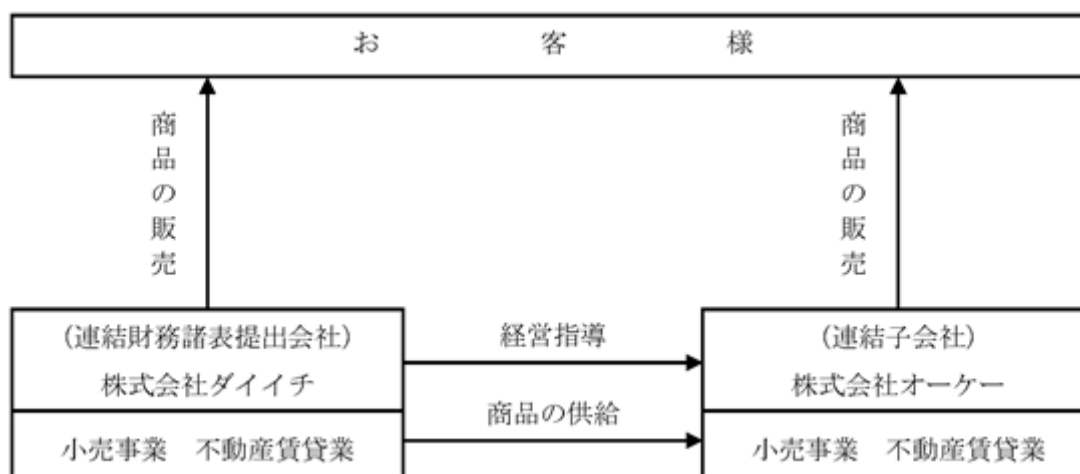 お客様
商品の販売
商品の販売
（連結財務諸表提出会社）
株式会社ダイイチ
小売事業　不動産賃貸業
経営指導
商品の供給
（連結子会社）
株式会社オーケー
小売事業　不動産賃貸業